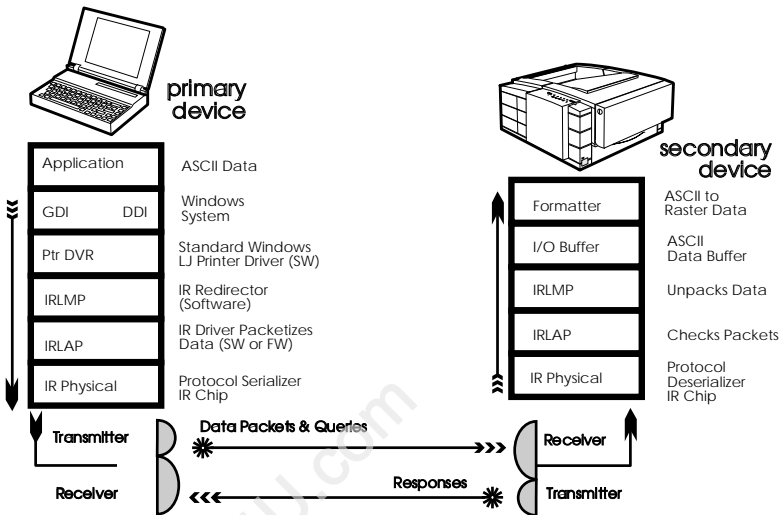 primary
device
Application
ASCII Data
GDI DDI
Windows
System
Ptr DVR
Standard Windows
LJ Printer Driver (SW)
IRLMP
IR Redirector
(Software)
IRLAP
IR Driver Packetizes
Data (SW or FW)
IR Physical
Protocol Serializer
IR Chip
secondary
device
Formatter
ASCII to
Raster Data
I/O Buffer
ASCII
Data Buffer
IRLMP
Unpacks Data
IRLAP
Checks Packets
IR Physical
Protocol
Deserializer
IR Chip
Transmitter
Data Packets & Queries
Receiver
Receiver
Responses
Transmitter